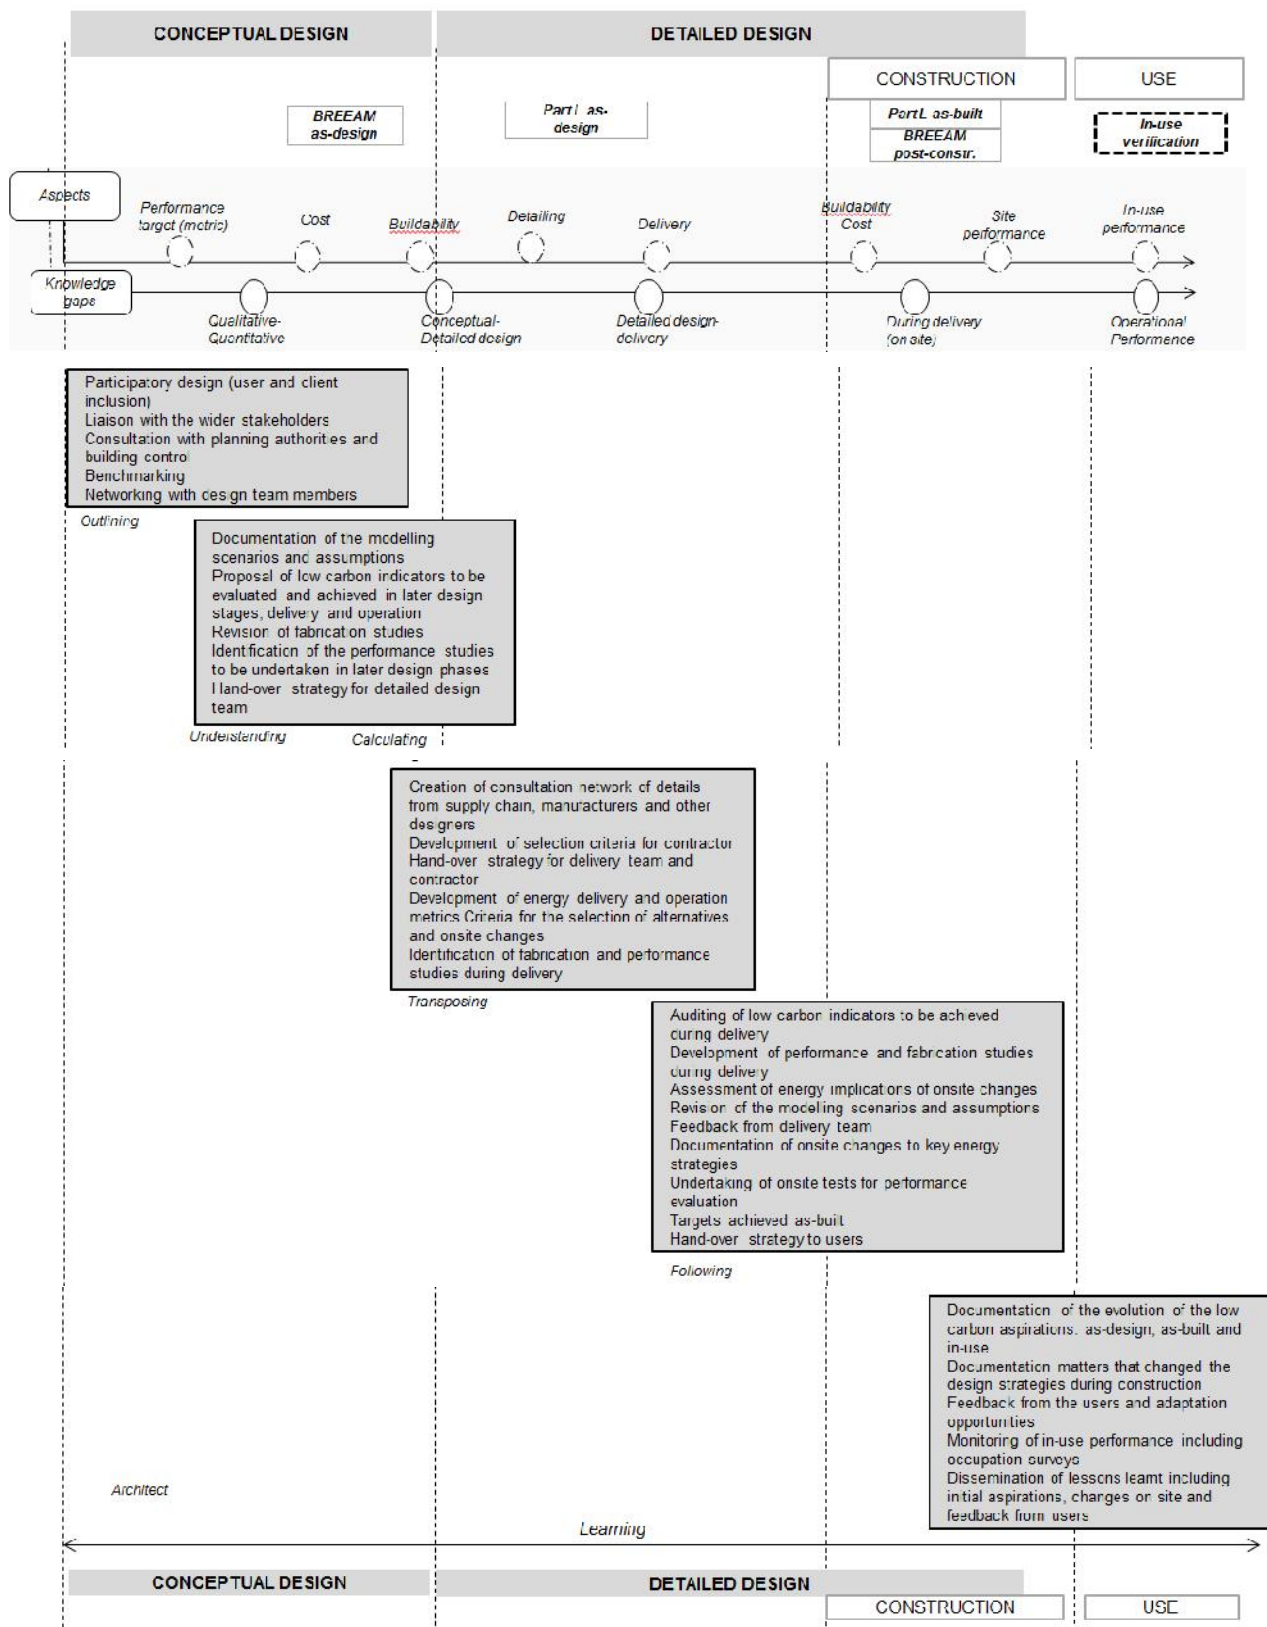 CONCEPTUAL DESIGN
DETAILED DESIGN
CONSTRUCTION
USE
BREEAM
as-design
Part L as-
design
Part L as-built
BREEAM
post-constr.
In-use
verification
Aspects
Performance
target (metric)
Cost
Buildability
Detailing
Delivery
Buildability
Cost
Site
performance
In-use
performance
Knowledge
gaps
Qualitative-
Quantitative
Conceptual-
Detailed design
Detailed design-
delivery
During delivery
(on site)
Operational
Performance
Participatory design (user and client
inclusion)
Liaison with the wider stakeholders
Consultation with planning authorities and
building control
Benchmarking
Networking with design team members
Outlining
Documentation of the modelling
scenarios and assumptions
Proposal of low carbon indicators to be
evaluated and achieved in later design
stages, delivery and operation
Revision of fabrication studies
Identification of the performance studies
to be undertaken in later design phases
Hand-over strategy for detailed design
team
Understanding
Calculating
Creation of consultation network of details
from supply chain, manufacturers and other
designers
Development of selection criteria for contractor
Hand-over strategy for delivery team and
contractor
Development of energy delivery and operation
metrics Criteria for the selection of alternatives
and onsite changes
Identification of fabrication and performance
studies during delivery
Transposing
Auditing of low carbon indicators to be achieved
during delivery
Development of performance and fabrication studies
during delivery
Assessment of energy implications of onsite changes
Revision of the modelling scenarios and assumptions
Feedback from delivery team
Documentation of onsite changes to key energy
strategies
Undertaking of onsite tests for performance
evaluation
Targets achieved as-built
Hand-over strategy to users
Following
Documentation of the evolution of the low
carbon aspirations: as-design, as-built and
in-use
Documentation matters that changed the
design strategies during construction
Feedback from the users and adaptation
opportunities
Monitoring of in-use performance including
occupation surveys
Dissemination of lessons learnt including
initial aspirations, changes on site and
feedback from users
Architect
Learning
CONCEPTUAL DESIGN
DETAILED DESIGN
CONSTRUCTION
USE